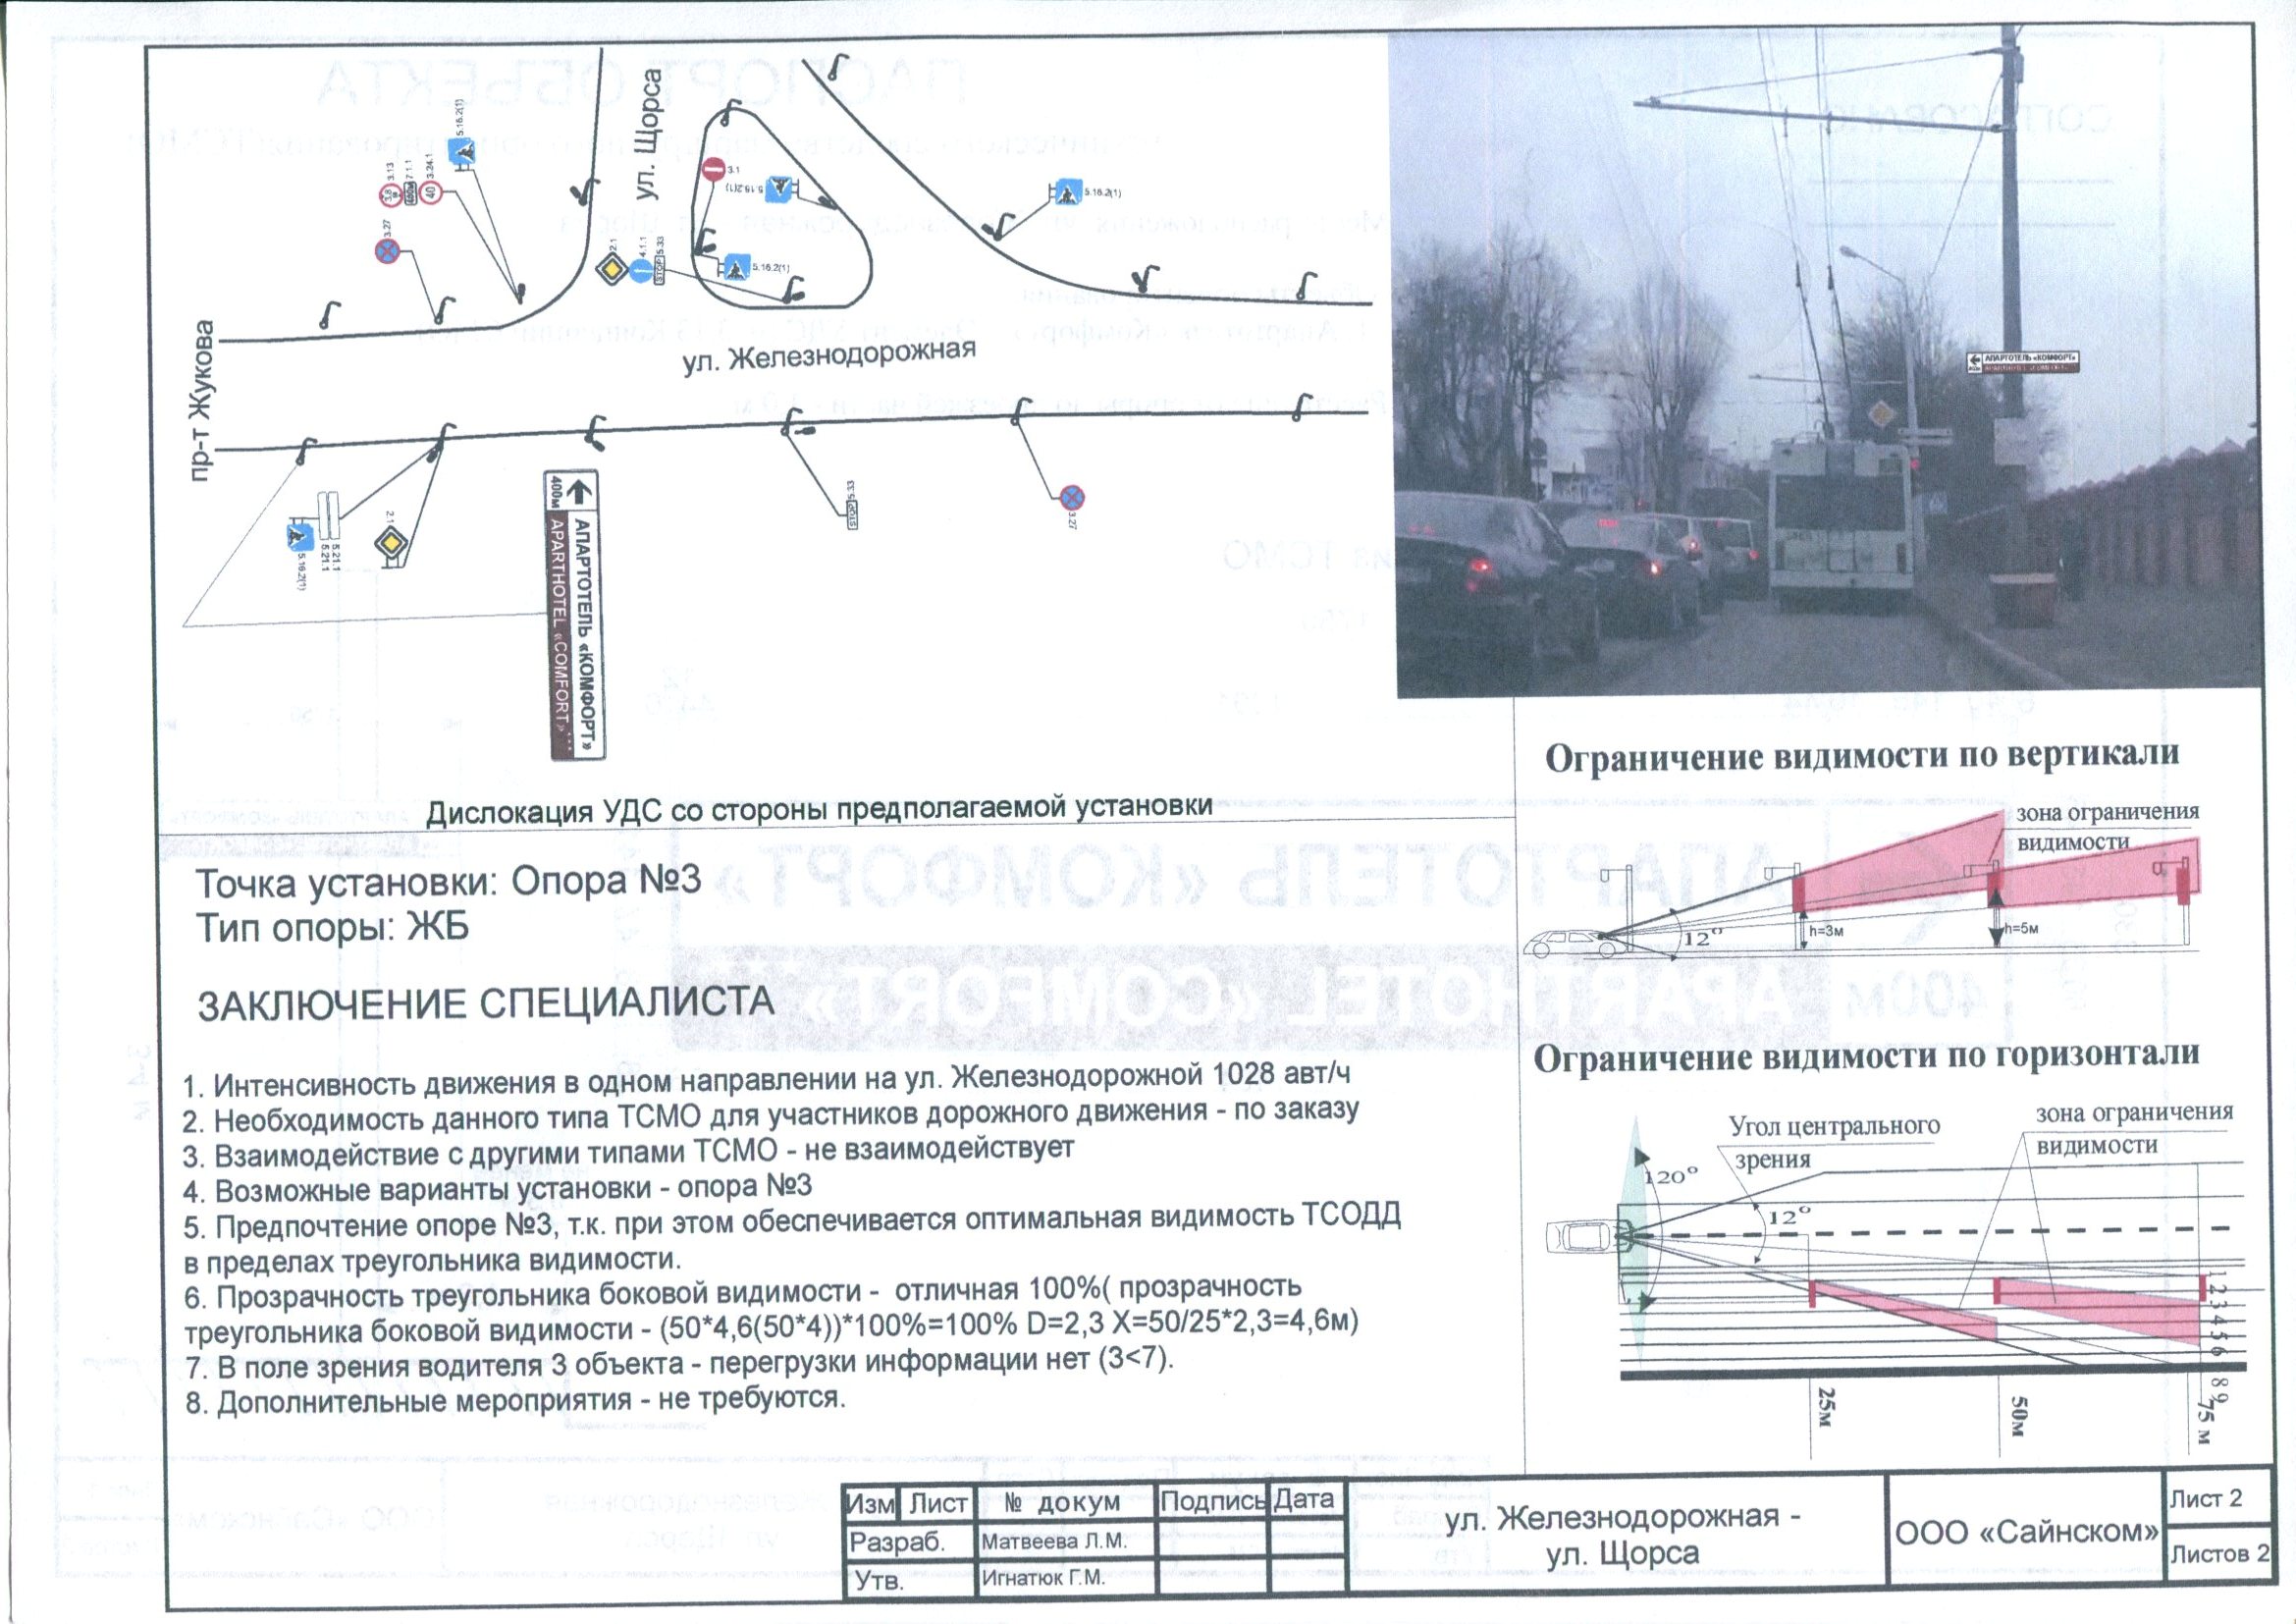 ул. Щорса
5.16.2(1)
3.13
7.1.1
3.24.1
3,8
400м
40
3.27
3.1
5.16.2(1)
5.16.2(1)
5.16.2(1)
2.1
4.1.1
5.33
STOP
пр-т Жукова
ул. Железнодорожная
5.16.2(1)
5.21.1
5.21.1
2.1
STOP
5.33
3.27
400м
АПАРТОТЕЛЬ «КОМФОРТ»
APARTHOTEL «COMFORT»
АПАРТОТЕЛЬ «КОМФОРТ»
Дислокация УДС со стороны предполагаемой установки
Точка установки: Опора №3
Тип опоры: ЖБ
ЗАКЛЮЧЕНИЕ СПЕЦИАЛИСТА
1. Интенсивность движения в одном направлении на ул. Железнодорожной 1028 авт/ч
2. Необходимость данного типа ТСМО для участников дорожного движения - по заказу
3. Взаимодействие с другими типами ТСМО - не взаимодействует
4. Возможные варианты установки - опора №3
5. Предпочтение опоре №3, т.к. при этом обеспечивается оптимальная видимость ТСОДД
в пределах треугольника видимости.
6. Прозрачность треугольника боковой видимости - отличная 100%( прозрачность
треугольника боковой видимости - (50*4,6(50*4))*100%=100% D=2,3 X=50/25*2,3=4,6м)
7. В поле зрения водителя 3 объекта - перегрузки информации нет (3<7).
8. Дополнительные мероприятия - не требуются.
Ограничение видимости по вертикали
зона ограничения
видимости
12°
h=3м
h=5м
Ограничение видимости по горизонтали
Угол центрального
зрения
зона ограничения
видимости
120°
12°
1 2 3 4 5 6 7 8 9
25м
50м
75 м
Изм Лист № докум Подпись Дата
Разраб. Матвеева Л.М.
Утв. Игнатюк Г.М.
ул. Железнодорожная -
ул. Щорса
ООО «Сайнском»
Лист 2
Листов 2